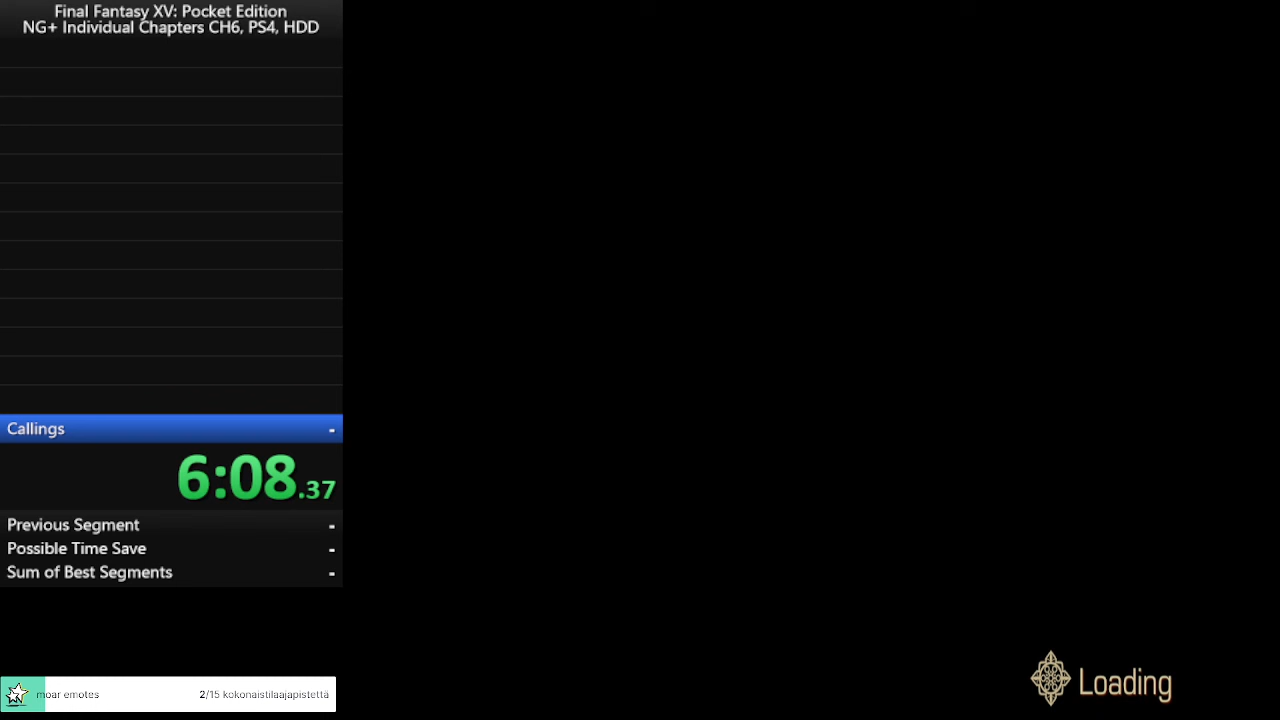 Final Fantasy XV: Pocket Edition
NG+ Individual Chapters CH6, PS4, HDD
Callings -
6:08.37
Previous Segment -
Possible Time Save -
Sum of Best Segments -
moar emotes 2/15 kokonaistilaajapistettä
Loading